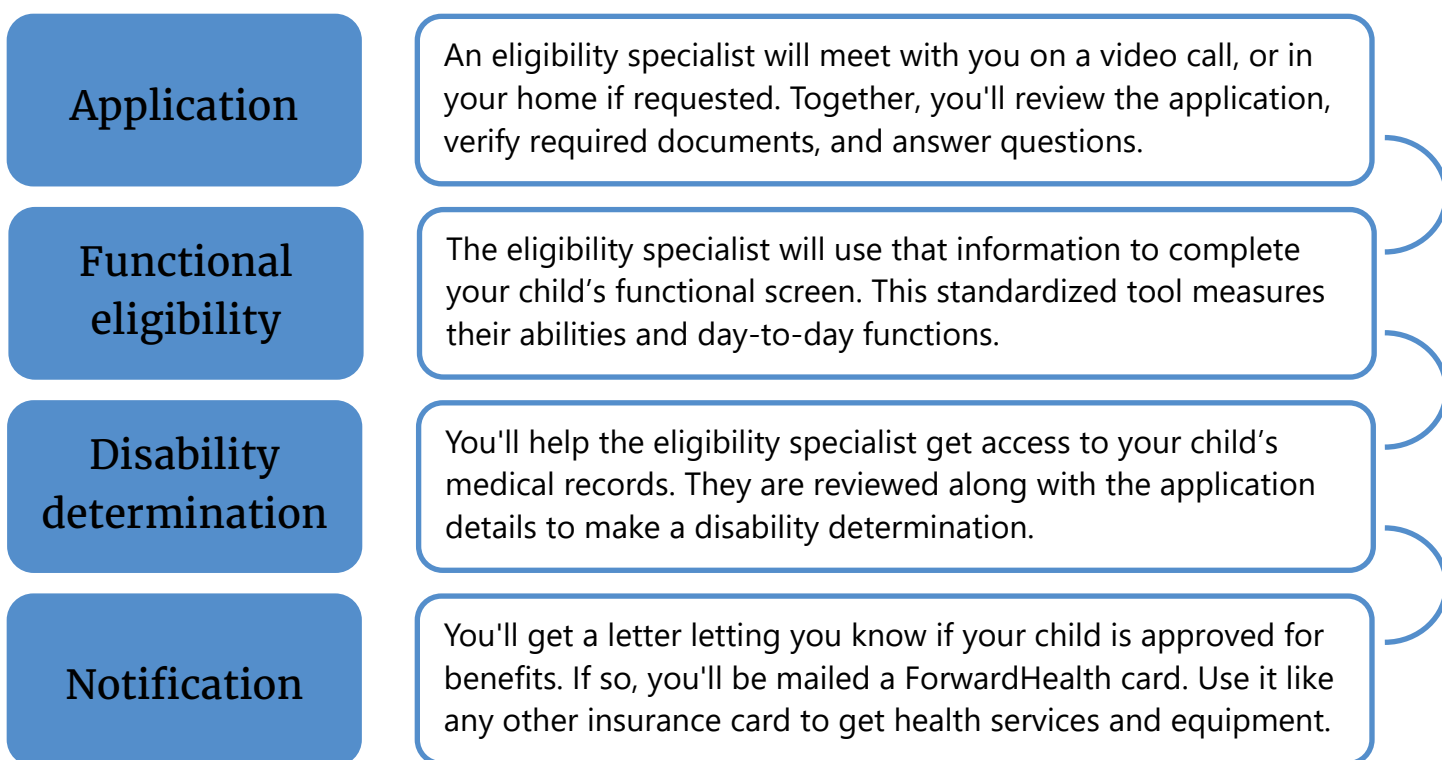 Application
An eligibility specialist will meet with you on a video call, or in
your home if requested. Together, you'll review the application,
verify required documents, and answer questions.
Functional
eligibility
The eligibility specialist will use that information to complete
your child’s functional screen. This standardized tool measures
their abilities and day-to-day functions.
Disability
determination
You'll help the eligibility specialist get access to your child’s
medical records. They are reviewed along with the application
details to make a disability determination.
Notification
You'll get a letter letting you know if your child is approved for
benefits. If so, you'll be mailed a ForwardHealth card. Use it like
any other insurance card to get health services and equipment.